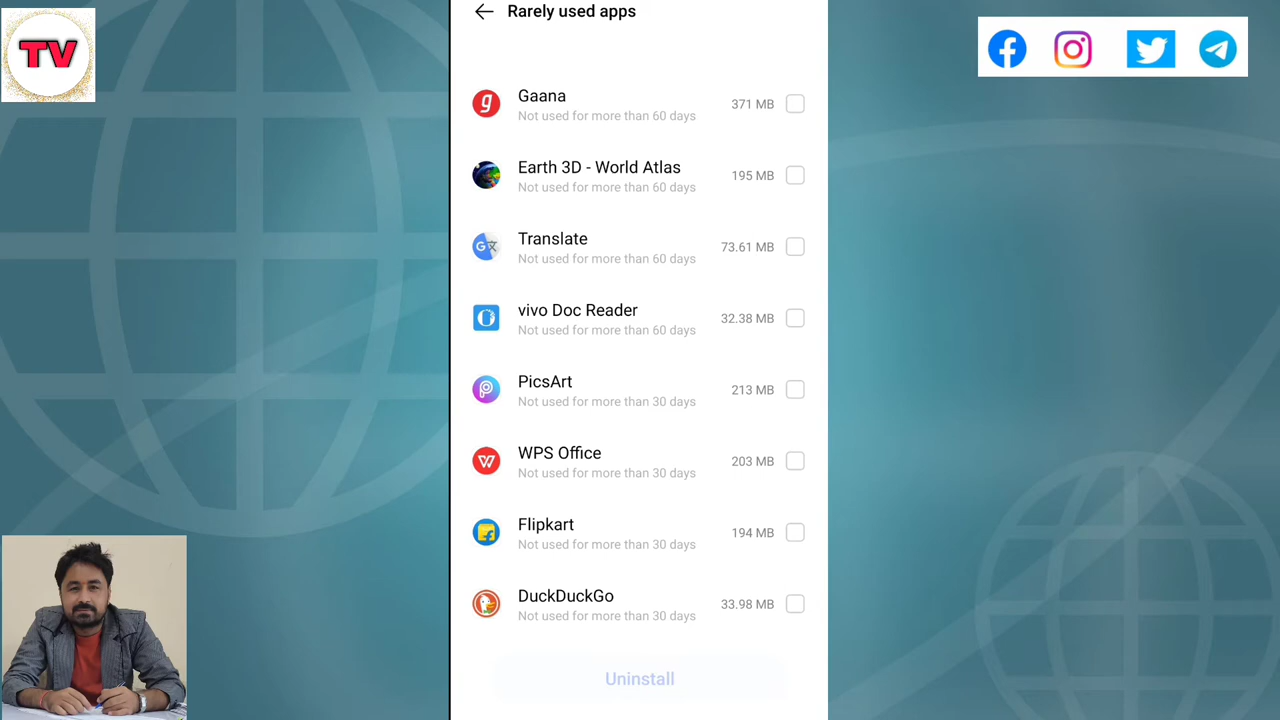 TV
Rarely used apps
Gaana
Not used for more than 60 days
371 MB
Earth 3D - World Atlas
Not used for more than 60 days
195 MB
Translate
Not used for more than 60 days
73.61 MB
vivo Doc Reader
Not used for more than 60 days
32.38 MB
PicsArt
Not used for more than 30 days
213 MB
WPS Office
Not used for more than 30 days
203 MB
Flipkart
Not used for more than 30 days
194 MB
DuckDuckGo
Not used for more than 30 days
33.98 MB
Uninstall